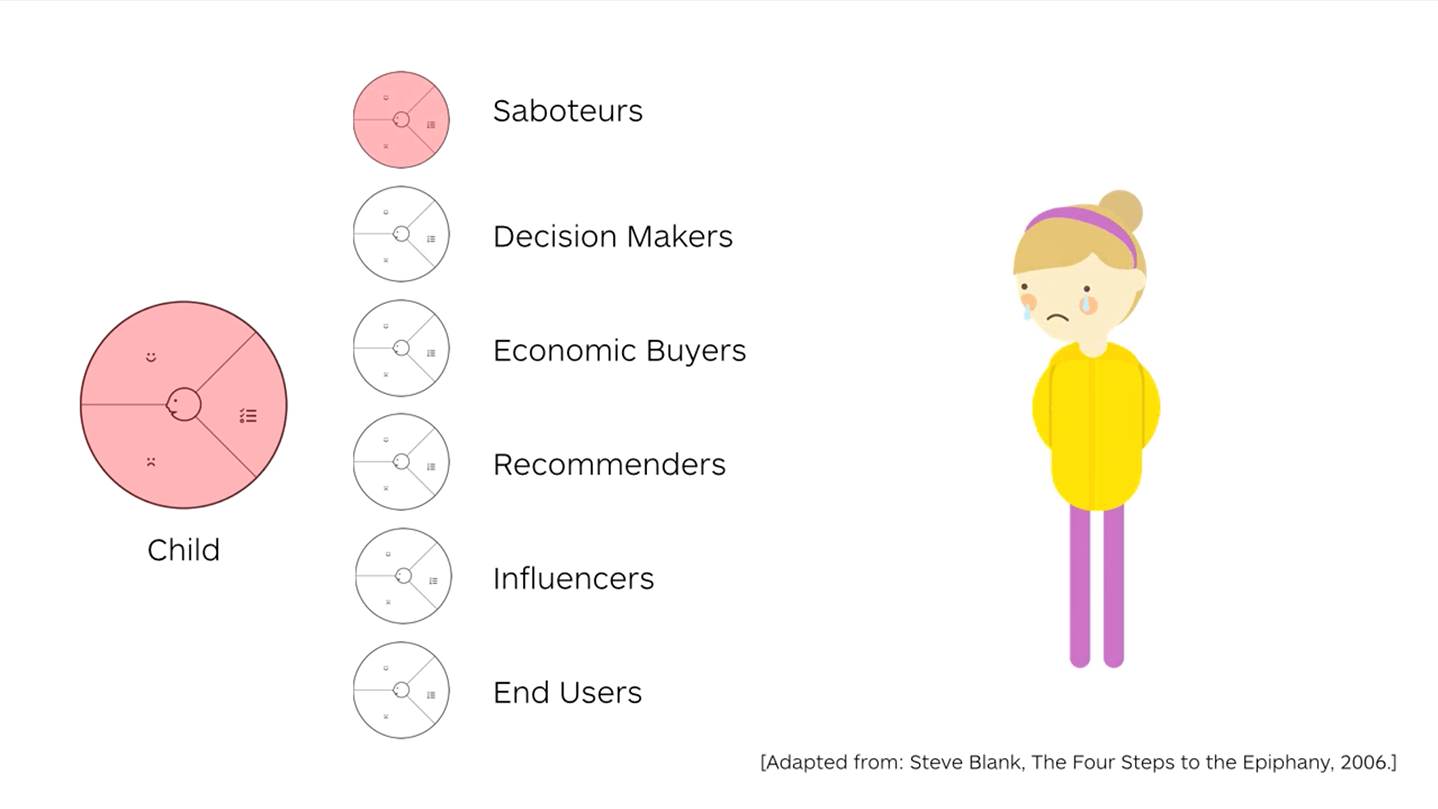 Saboteurs
Decision Makers
Economic Buyers
Recommenders
Influencers
End Users
Child
[Adapted from: Steve Blank, The Four Steps to the Epiphany, 2006.]